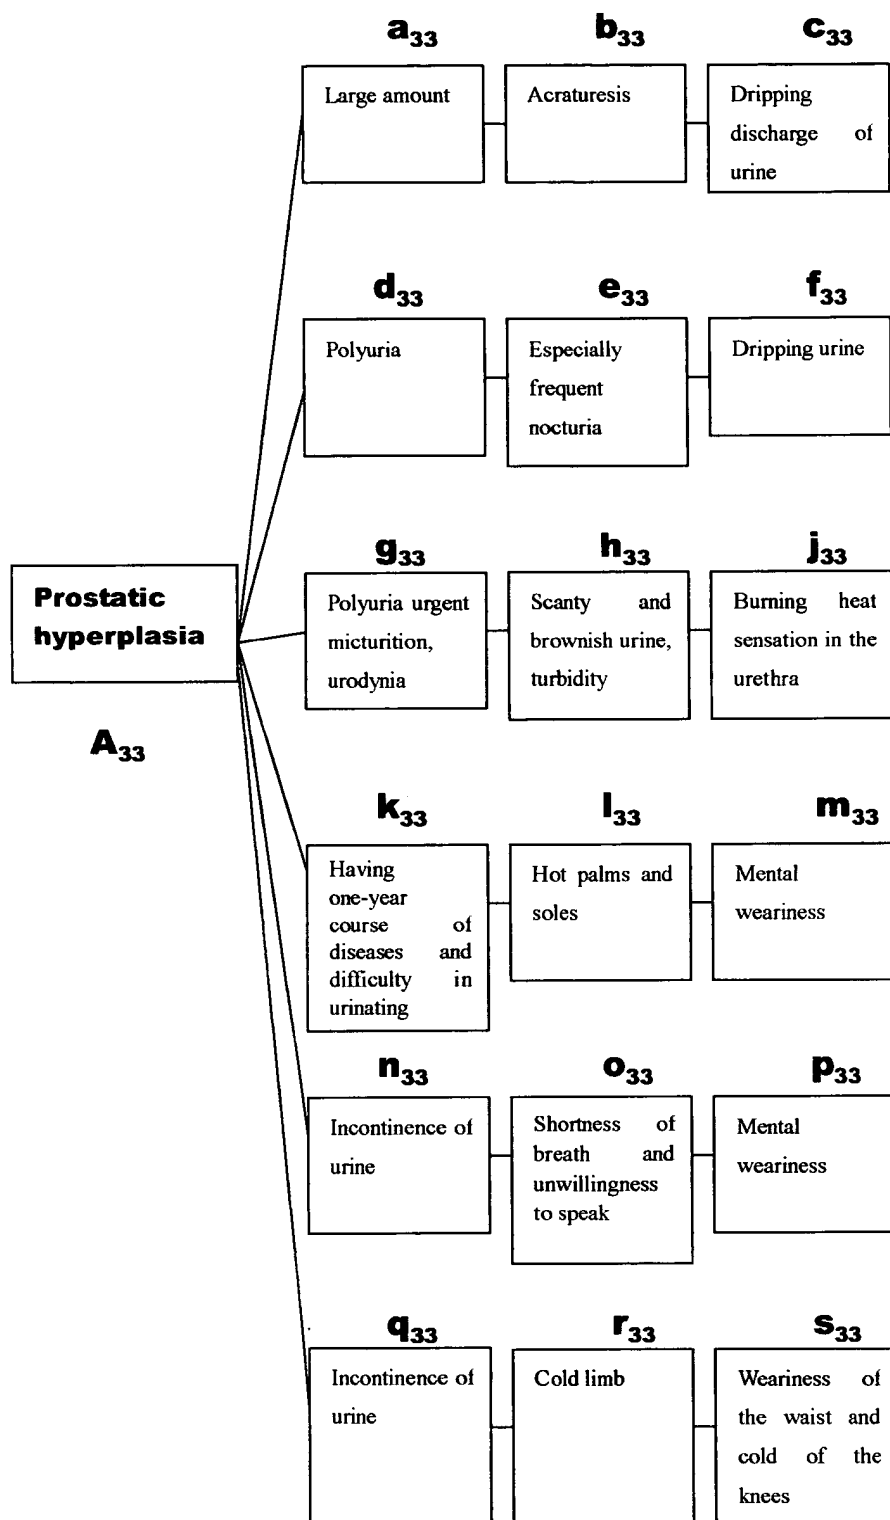 a33 b33 c33
Large amount
Acraturesis
Dripping
discharge of
urine
d33 e33 f33
Polyuria
Especially
frequent
nocturia
Dripping urine
g33 h33 j33
Polyuria urgent
micturition,
urodynia
Scanty and
brownish urine,
turbidity
Burning heat
sensation in the
urethra
Prostatic
hyperplasia
A33
k33 l33 m33
Having
one-year
course of
diseases and
difficulty in
urinating
Hot palms and
soles
Mental
weariness
n33 o33 p33
Incontinence of
urine
Shortness of
breath and
unwillingness
to speak
Mental
weariness
q33 r33 s33
Incontinence of
urine
Cold limb
Weariness of
the waist and
cold of the
knees